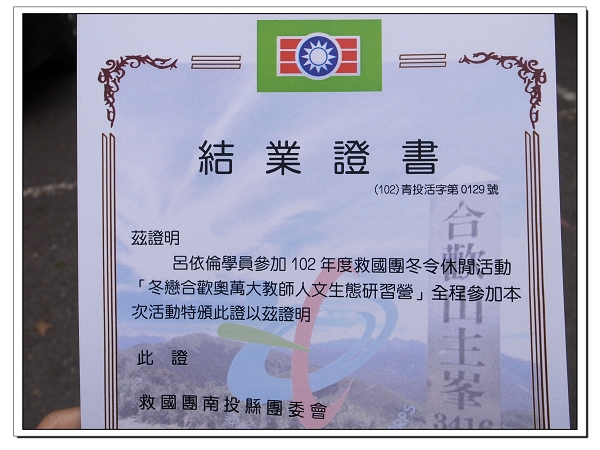 結業證書
(102)青投活字第0129號
茲證明
呂依倫學員參加102年度救國團冬令休閒活動
「冬戀合歡奧萬大教師人文生態研習營」全程參加本
次活動特頒此證以茲證明
此 證
救國團南投縣團委會
合歡山主峯
3416